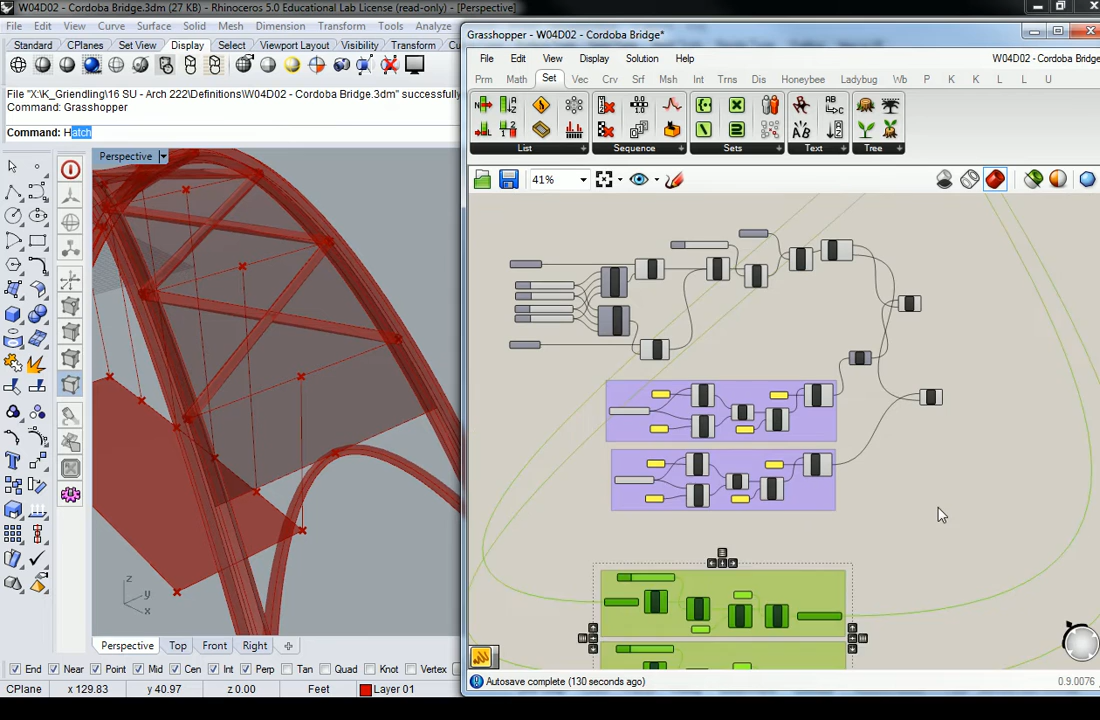 Cordoba Bridge.3dm (27 KB) - Rhinoceros 5.0 Educational Lab License (read-only) - [Perspective]
File Edit View Curve Surface Solid Mesh Dimension Transform Tools Analyze
Standard CPlanes Set View Display Select Viewport Layout Visibility Transform Cu
File "X:\K_Griendling\16 SU - Arch 222\Definitions\W04D02 - Cordoba Bridge.3dm" successfully
Command: Grasshopper
Command: Hatch
Perspective
z
y
x
Perspective Top Front Right
End Near Point Mid Cen Int Perp Tan Quad Knot Vertex
CPlane x 129.83 y 40.97 z 0.00 Feet Layer 01
Grasshopper - W04D02 - Cordoba Bridge*
File Edit View Display Solution Help W04D02 - Cordoba Bridge
Prm Math Set Vec Crv Srf Msh Int Trns Dis Honeybee Ladybug Wb P K K L L U
List Sequence Sets Text Tree
41%
Autosave complete (130 seconds ago) 0.9.0076